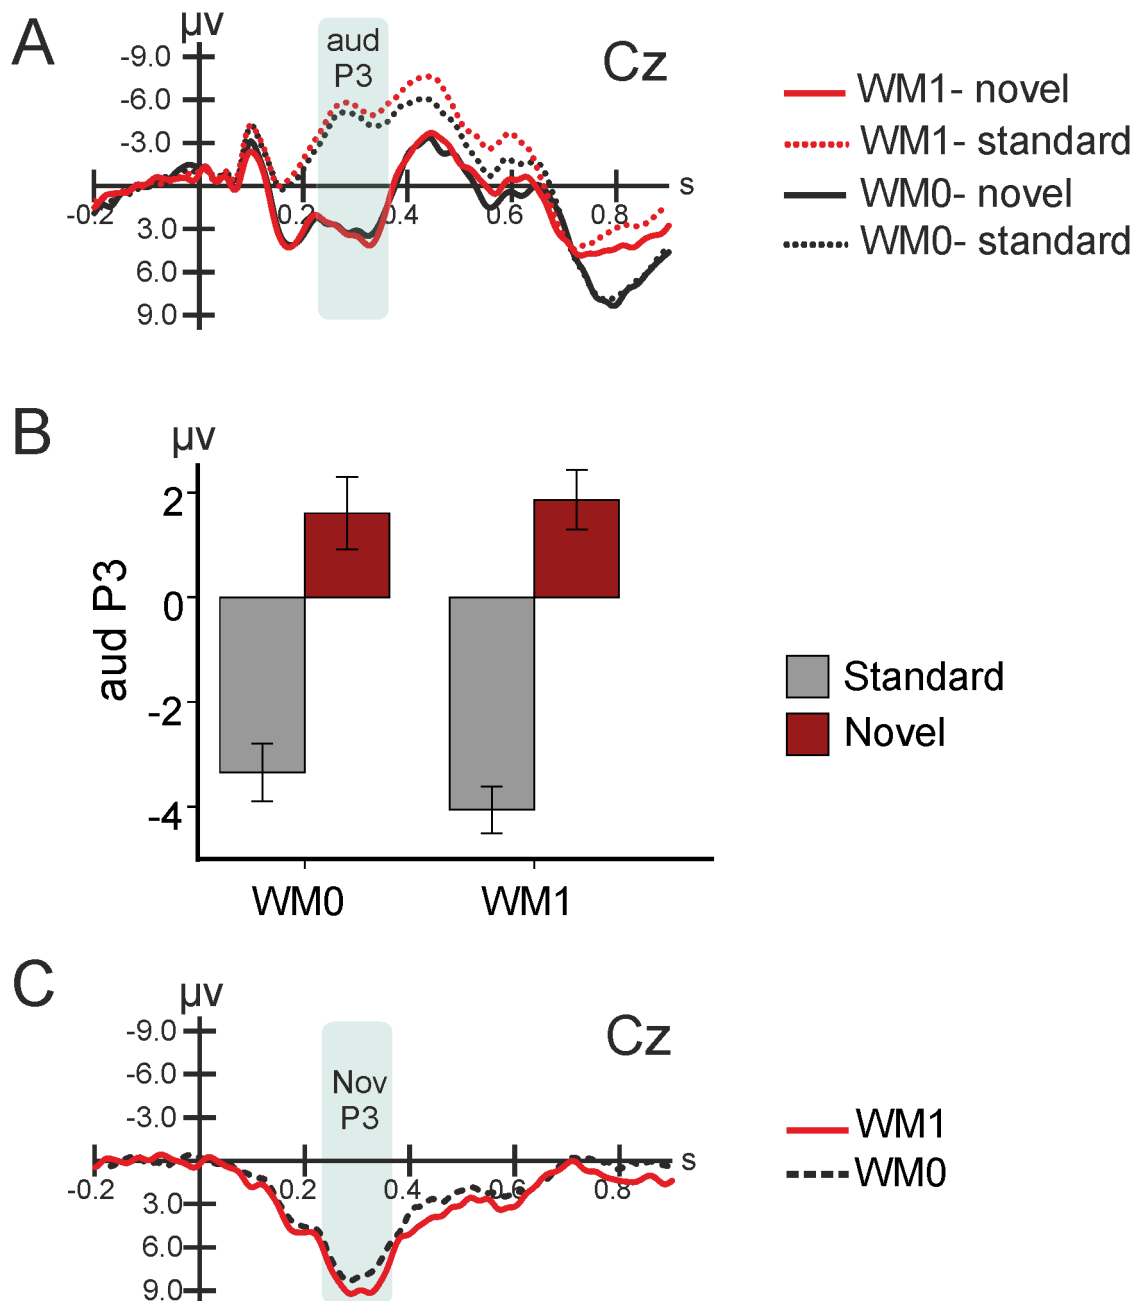 A
µv
-9.0
-6.0
-3.0
3.0
6.0
9.0
aud
P3
Cz
-0.2
0.2
0.4
0.6
0.8
s
WM1- novel
WM1- standard
WM0- novel
WM0- standard
B
µv
aud P3
2
0
-2
-4
WM0
WM1
Standard
Novel
C
µv
-9.0
-6.0
-3.0
3.0
6.0
9.0
Nov
P3
Cz
-0.2
0.2
0.4
0.6
0.8
s
WM1
WM0